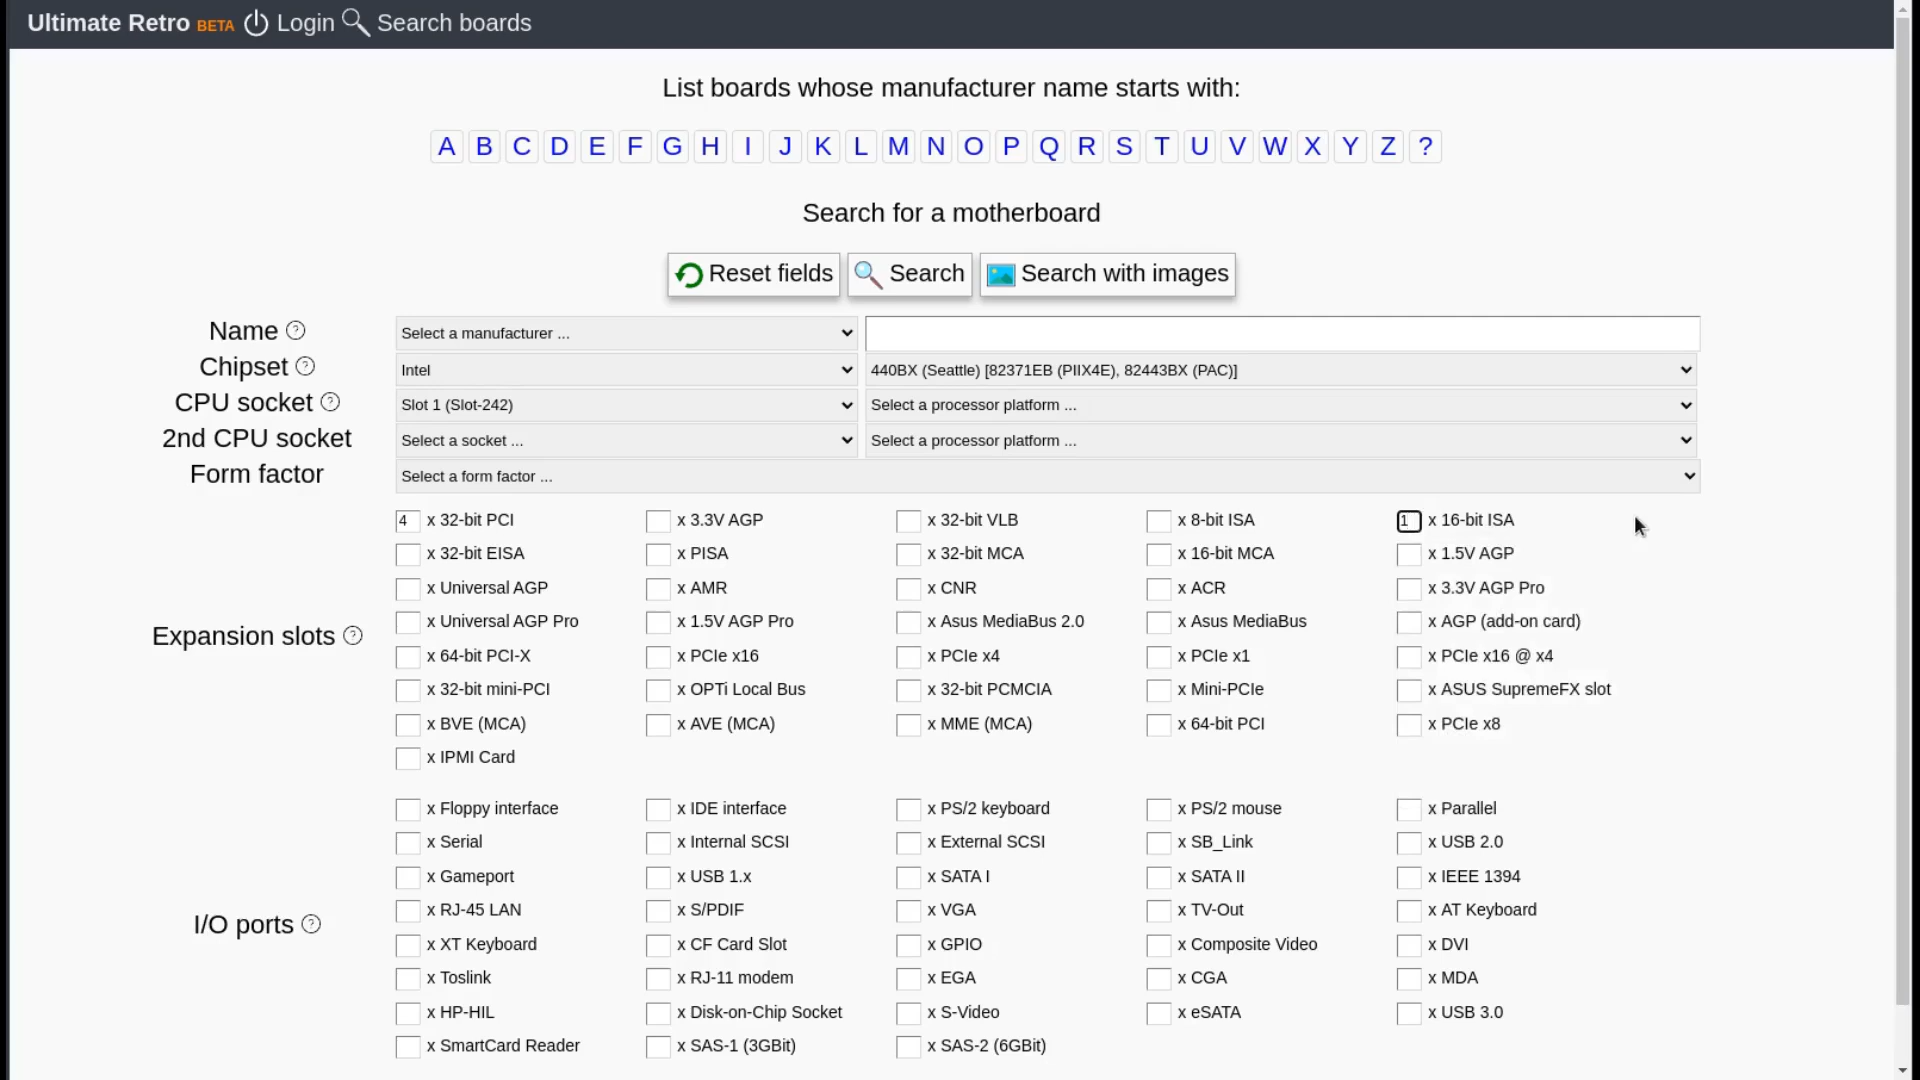 Ultimate Retro BETA Login Search boards
List boards whose manufacturer name starts with:
A B C D E F G H I J K L M N O P Q R S T U V W X Y Z ?
Search for a motherboard
Reset fields Search Search with images
Name ? Select a manufacturer ...
Chipset ? Intel 440BX (Seattle) [82371EB (PIIX4E), 82443BX (PAC)]
CPU socket ? Slot 1 (Slot-242) Select a processor platform ...
2nd CPU socket Select a socket ... Select a processor platform ...
Form factor Select a form factor ...
4 x 32-bit PCI x 3.3V AGP x 32-bit VLB x 8-bit ISA 1 x 16-bit ISA
x 32-bit EISA x PISA x 32-bit MCA x 16-bit MCA x 1.5V AGP
x Universal AGP x AMR x CNR x ACR x 3.3V AGP Pro
x Universal AGP Pro x 1.5V AGP Pro x Asus MediaBus 2.0 x Asus MediaBus x AGP (add-on card)
Expansion slots ?
x 64-bit PCI-X x PCIe x16 x PCIe x4 x PCIe x1 x PCIe x16 @ x4
x 32-bit mini-PCI x OPTi Local Bus x 32-bit PCMCIA x Mini-PCIe x ASUS SupremeFX slot
x BVE (MCA) x AVE (MCA) x MME (MCA) x 64-bit PCI x PCIe x8
x IPMI Card
x Floppy interface x IDE interface x PS/2 keyboard x PS/2 mouse x Parallel
x Serial x Internal SCSI x External SCSI x SB_Link x USB 2.0
x Gameport x USB 1.x x SATA I x SATA II x IEEE 1394
x RJ-45 LAN x S/PDIF x VGA x TV-Out x AT Keyboard
I/O ports ?
x XT Keyboard x CF Card Slot x GPIO x Composite Video x DVI
x Toslink x RJ-11 modem x EGA x CGA x MDA
x HP-HIL x Disk-on-Chip Socket x S-Video x eSATA x USB 3.0
x SmartCard Reader x SAS-1 (3GBit) x SAS-2 (6GBit)